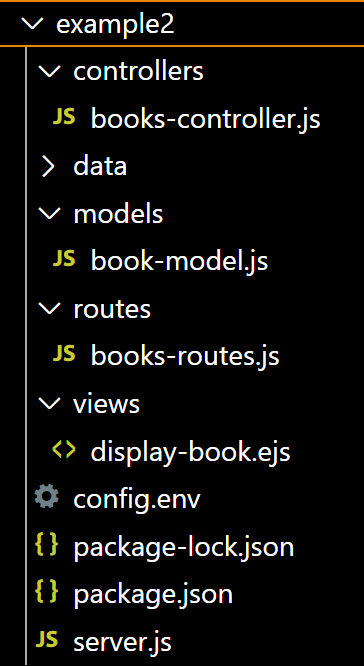 example2
controllers
JS books-controller.js
data
models
JS book-model.js
routes
JS books-routes.js
views
<> display-book.ejs
config.env
{} package-lock.json
{} package.json
JS server.js